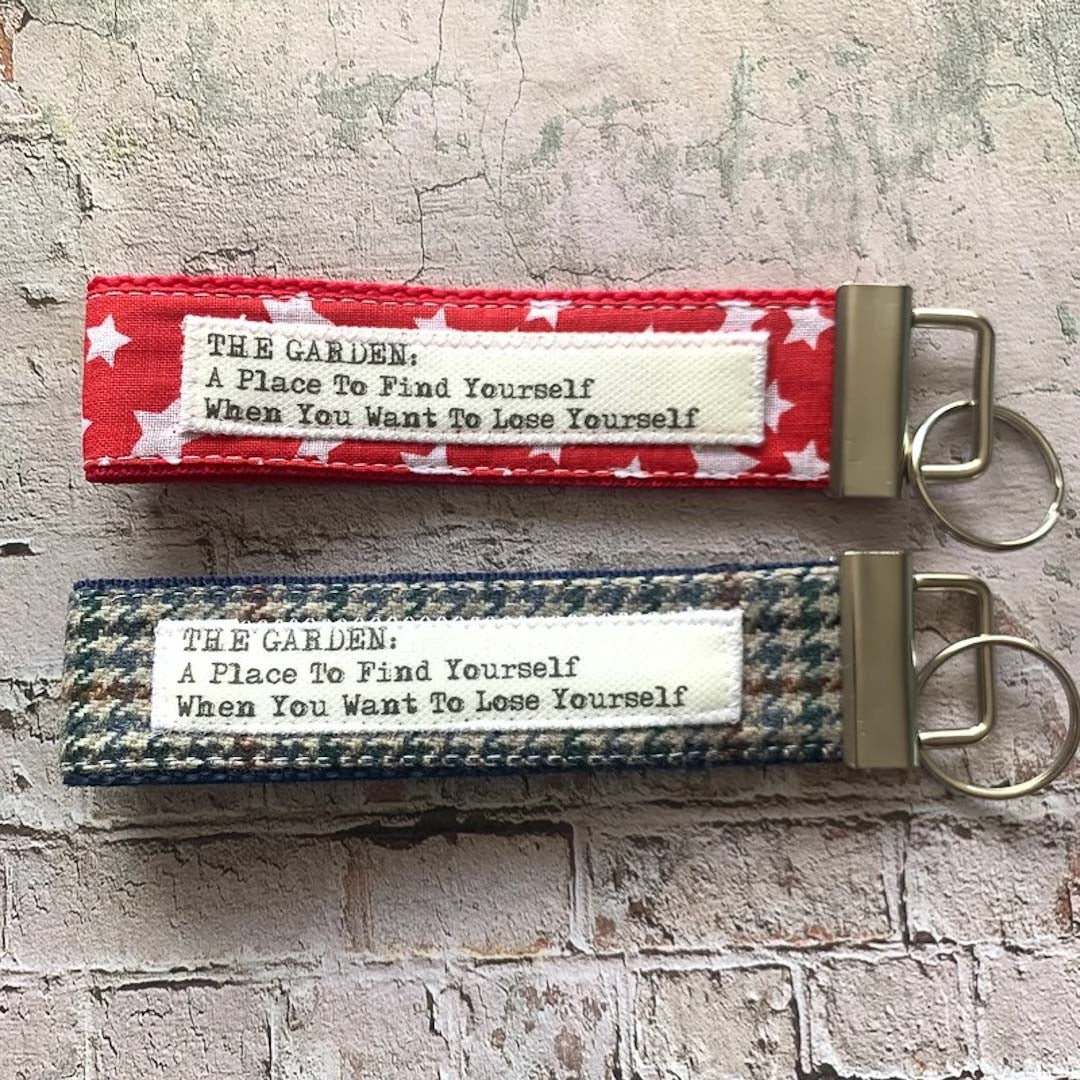 THE GARDEN:
A Place To Find Yourself
When You Want To Lose Yourself
THE GARDEN:
A Place To Find Yourself
When You Want To Lose Yourself